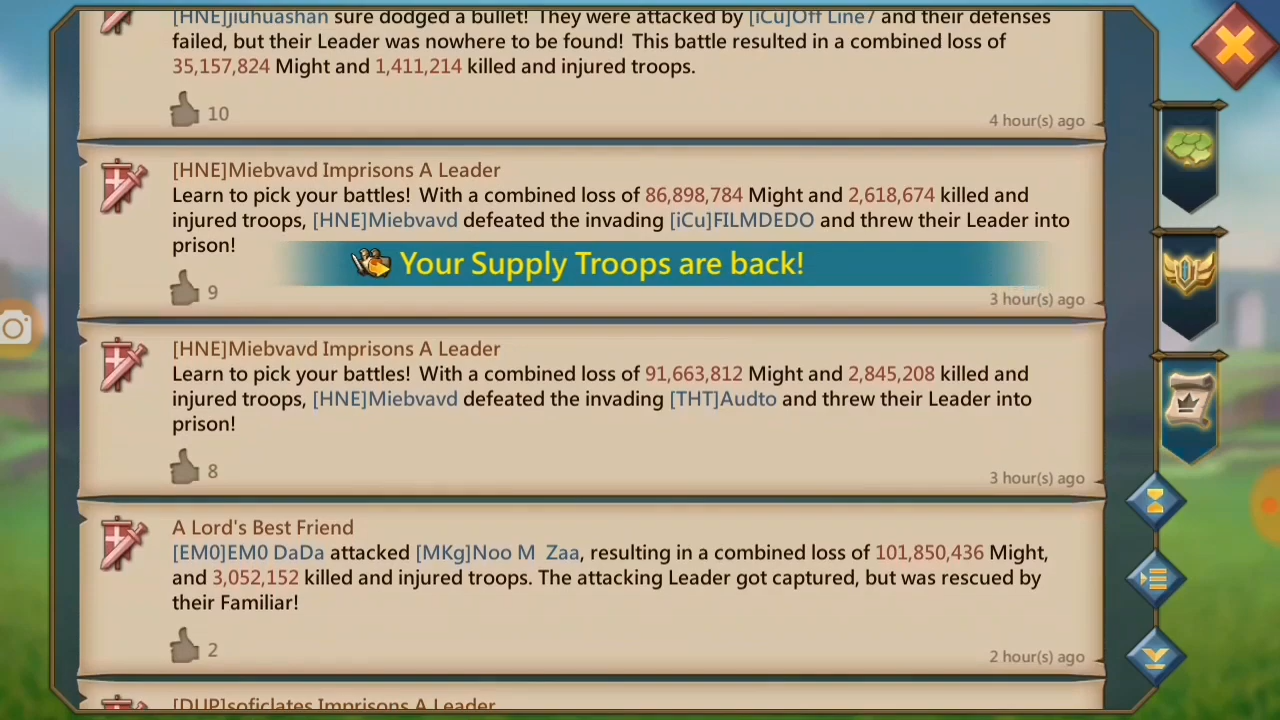 [HNE]jiuhuashan sure dodged a bullet! They were attacked by [iCu]Off Line7 and their defenses
failed, but their Leader was nowhere to be found! This battle resulted in a combined loss of
35,157,824 Might and 1,411,214 killed and injured troops.
10
4 hour(s) ago
[HNE]Miebvavd Imprisons A Leader
Learn to pick your battles! With a combined loss of 86,898,784 Might and 2,618,674 killed and
injured troops, [HNE]Miebvavd defeated the invading [iCu]FILMDEDO and threw their Leader into
prison!
Your Supply Troops are back!
9
3 hour(s) ago
[HNE]Miebvavd Imprisons A Leader
Learn to pick your battles! With a combined loss of 91,663,812 Might and 2,845,208 killed and
injured troops, [HNE]Miebvavd defeated the invading [THT]Audto and threw their Leader into
prison!
8
3 hour(s) ago
A Lord's Best Friend
[EM0]EM0 DaDa attacked [MKg]Noo M  Zaa, resulting in a combined loss of 101,850,436 Might,
and 3,052,152 killed and injured troops. The attacking Leader got captured, but was rescued by
their Familiar!
2
2 hour(s) ago
[DUP]soficlates Imprisons A Leader